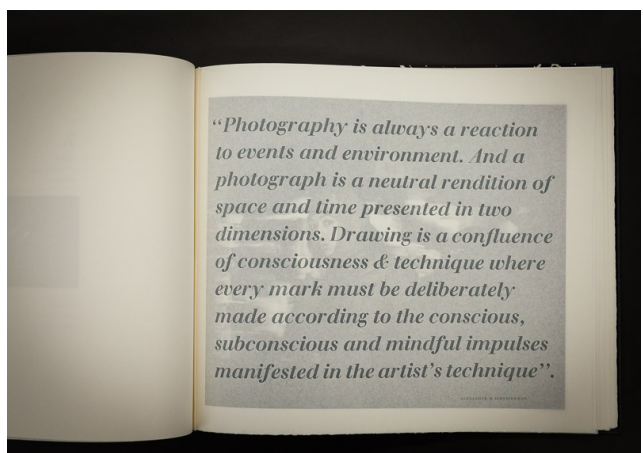 “Photography is always a reaction
to events and environment. And a
photograph is a neutral rendition of
space and time presented in two
dimensions. Drawing is a confluence
of consciousness & technique where
every mark must be deliberately
made according to the conscious,
subconscious and mindful impulses
manifested in the artist’s technique”.